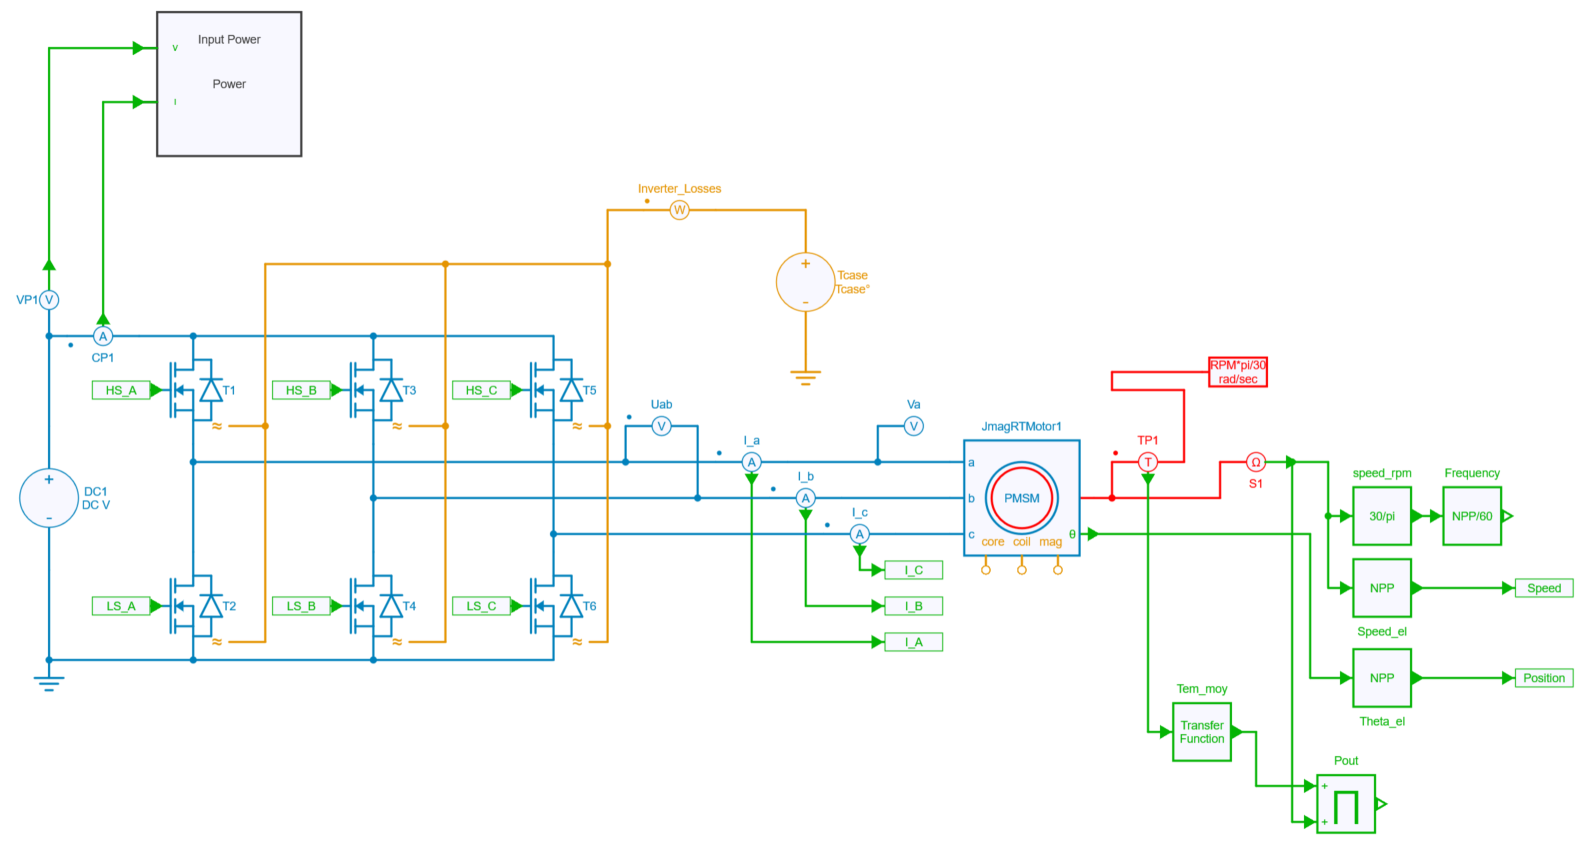 Input Power
V
Power
I
Inverter_Losses
W
+
Tcase
Tcase°
-
VP1
V
A
CP1
HS_A
T1
HS_B
T3
HS_C
T5
≈
≈
≈
RPM*pi/30
rad/sec
Uab
V
Va
V
I_a
A
I_b
A
I_c
A
JmagRTMotor1
a
b
c
PMSM
θ
core
coil
mag
TP1
T
Ω
S1
speed_rpm
30/pi
Frequency
NPP/60
+
DC1
DC V
-
I_C
I_B
I_A
NPP
Speed
Speed_el
LS_A
T2
LS_B
T4
LS_C
T6
≈
≈
≈
NPP
Position
Theta_el
Tem_moy
Transfer
Function
Pout
+
+
∏